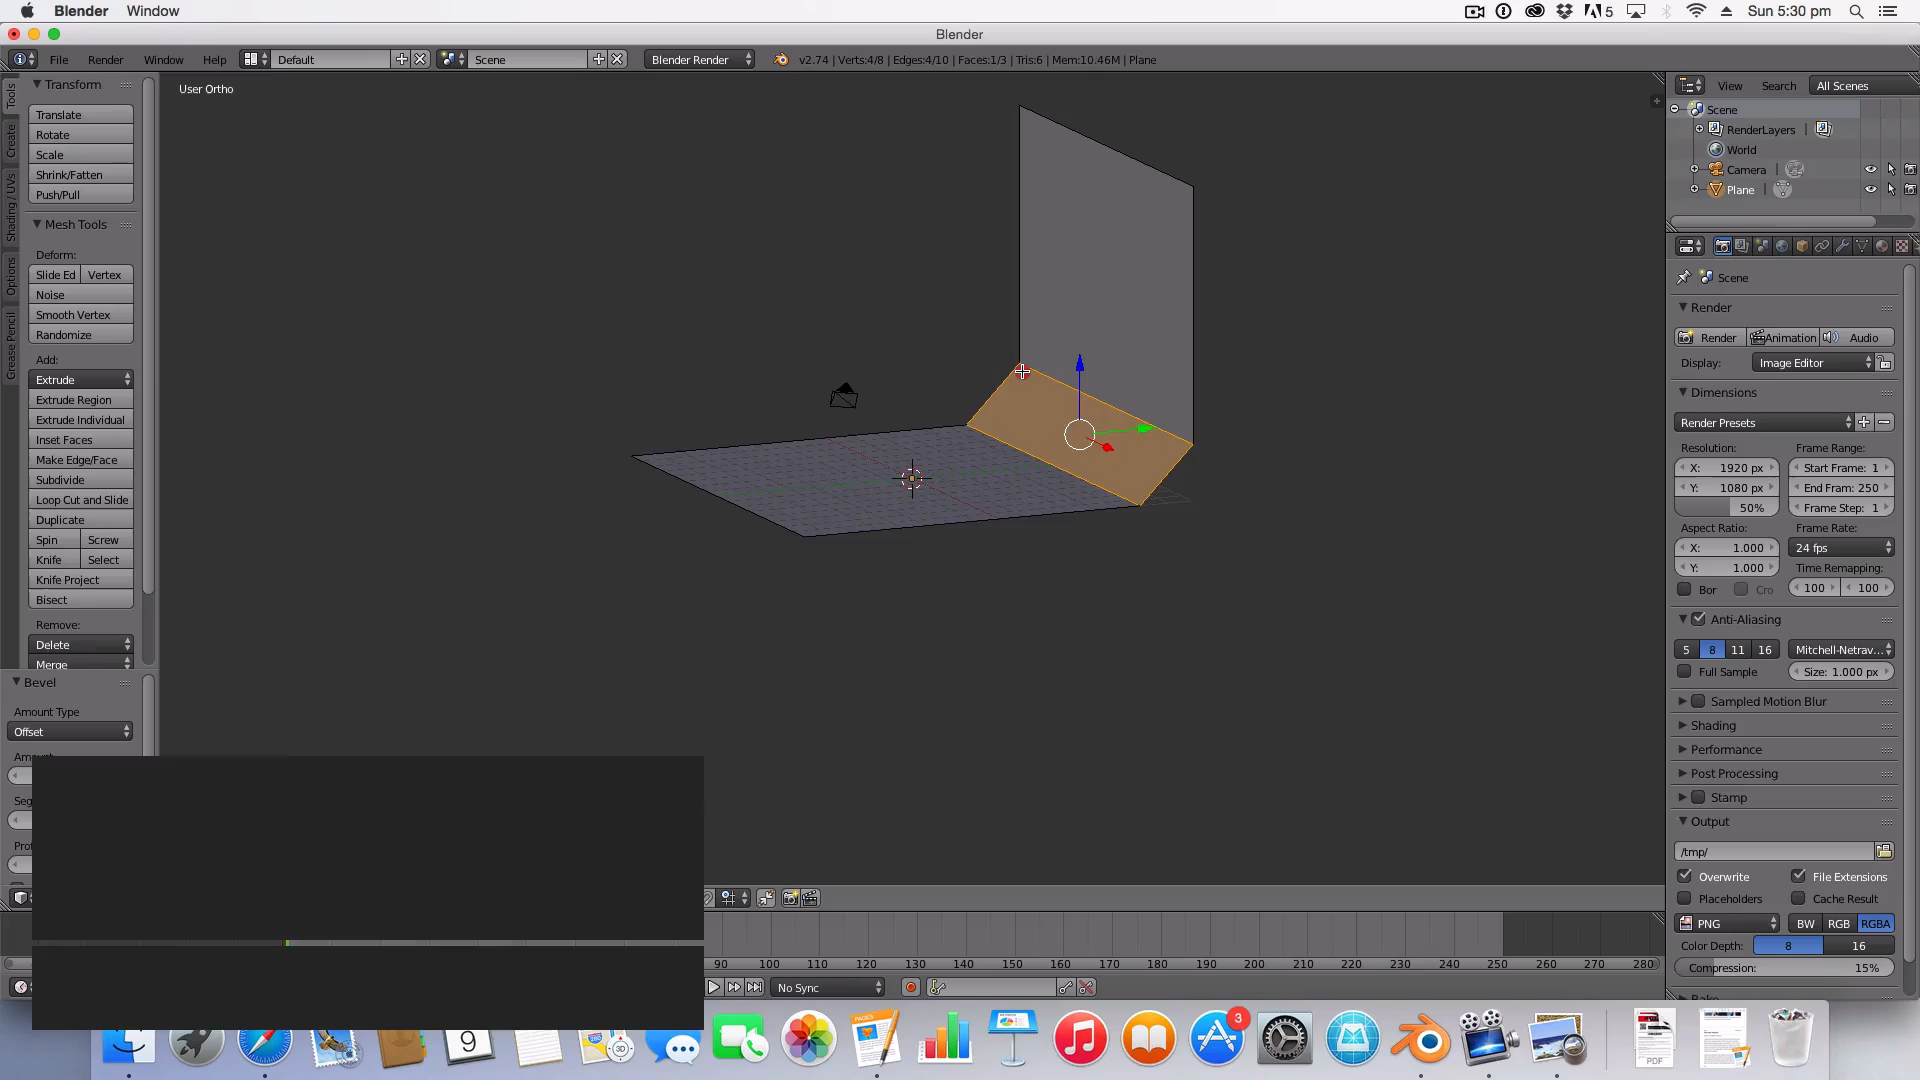 Blender Window
5 Sun 5:30 pm
Blender
File Render Window Help Default Scene Blender Render v2.74 | Verts:4/8 | Edges:4/10 | Faces:1/3 | Tris:6 | Mem:10.46M | Plane
User Ortho
Tools
Create
Shading / UVs
Options
Grease Pencil
Transform
Translate
Rotate
Scale
Shrink/Fatten
Push/Pull
Mesh Tools
Deform:
Slide Ed Vertex
Noise
Smooth Vertex
Randomize
Add:
Extrude
Extrude Region
Extrude Individual
Inset Faces
Make Edge/Face
Subdivide
Loop Cut and Slide
Duplicate
Spin Screw
Knife Select
Knife Project
Bisect
Remove:
Delete
Merge
Bevel
Amount Type
Offset
View Search All Scenes
Scene
RenderLayers
World
Camera
Plane
Scene
Render
Render Animation Audio
Display: Image Editor
Dimensions
Render Presets
Resolution: Frame Range:
X: 1920 px Start Frame: 1
Y: 1080 px End Fram: 250
50% Frame Step: 1
Aspect Ratio: Frame Rate:
X: 1.000 24 fps
Y: 1.000 Time Remapping:
Bor Cro 100 100
Anti-Aliasing
5 8 11 16 Mitchell-Netrav...
Full Sample Size: 1.000 px
Sampled Motion Blur
Shading
Performance
Post Processing
Stamp
Output
/tmp/
Overwrite File Extensions
Placeholders Cache Result
PNG BW RGB RGBA
Color Depth: 8 16
Compression: 15%
90 100 110 120 130 140 150 160 170 180 190 200 210 220 230 240 250 260 270 280
No Sync
9
3D
PAGES
3
PDF